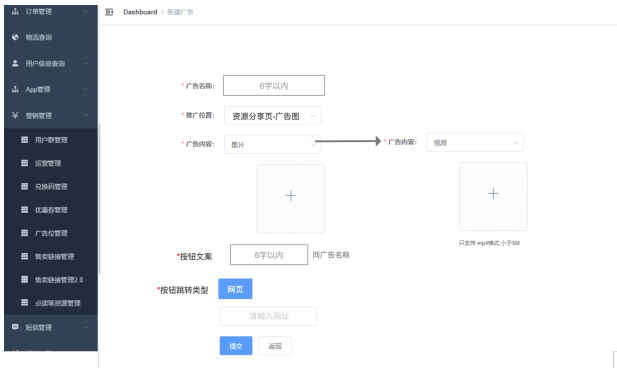 订单管理
Dashboard / 新建广告
物流查询
用户信息查询
App管理
营销管理
用户群管理
运营管理
兑换码管理
优惠券管理
广告位管理
售卖链接管理
售卖链接管理2.0
点读笔资源管理
短信管理
* 广告名称: 6字以内
* 推广位置: 资源分享页-广告图
* 广告内容: 图片
* 广告内容: 视频
只支持.mp4格式,小于5M
*按钮文案 6字以内 同广告名称
*按钮跳转类型 网页
请输入网址
提交 返回